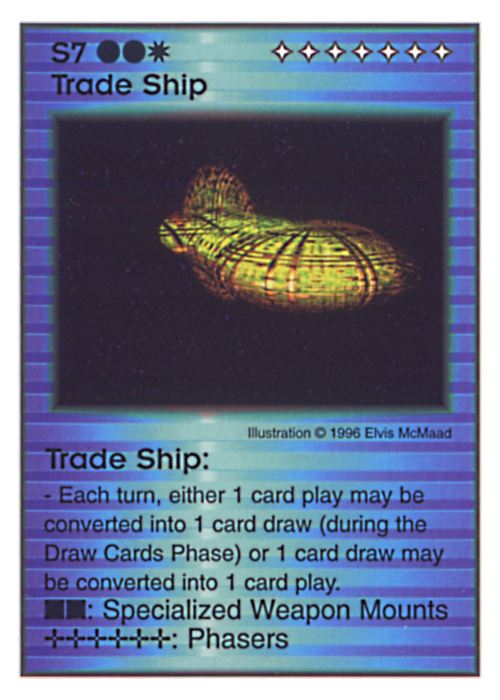 S7 ●●✷ ✧✧✧✧✧✧✧
Trade Ship
Illustration © 1996 Elvis McMaad
Trade Ship:
- Each turn, either 1 card play may be
converted into 1 card draw (during the
Draw Cards Phase) or 1 card draw may
be converted into 1 card play.
■■: Specialized Weapon Mounts
✛✛✛✛✛✛: Phasers